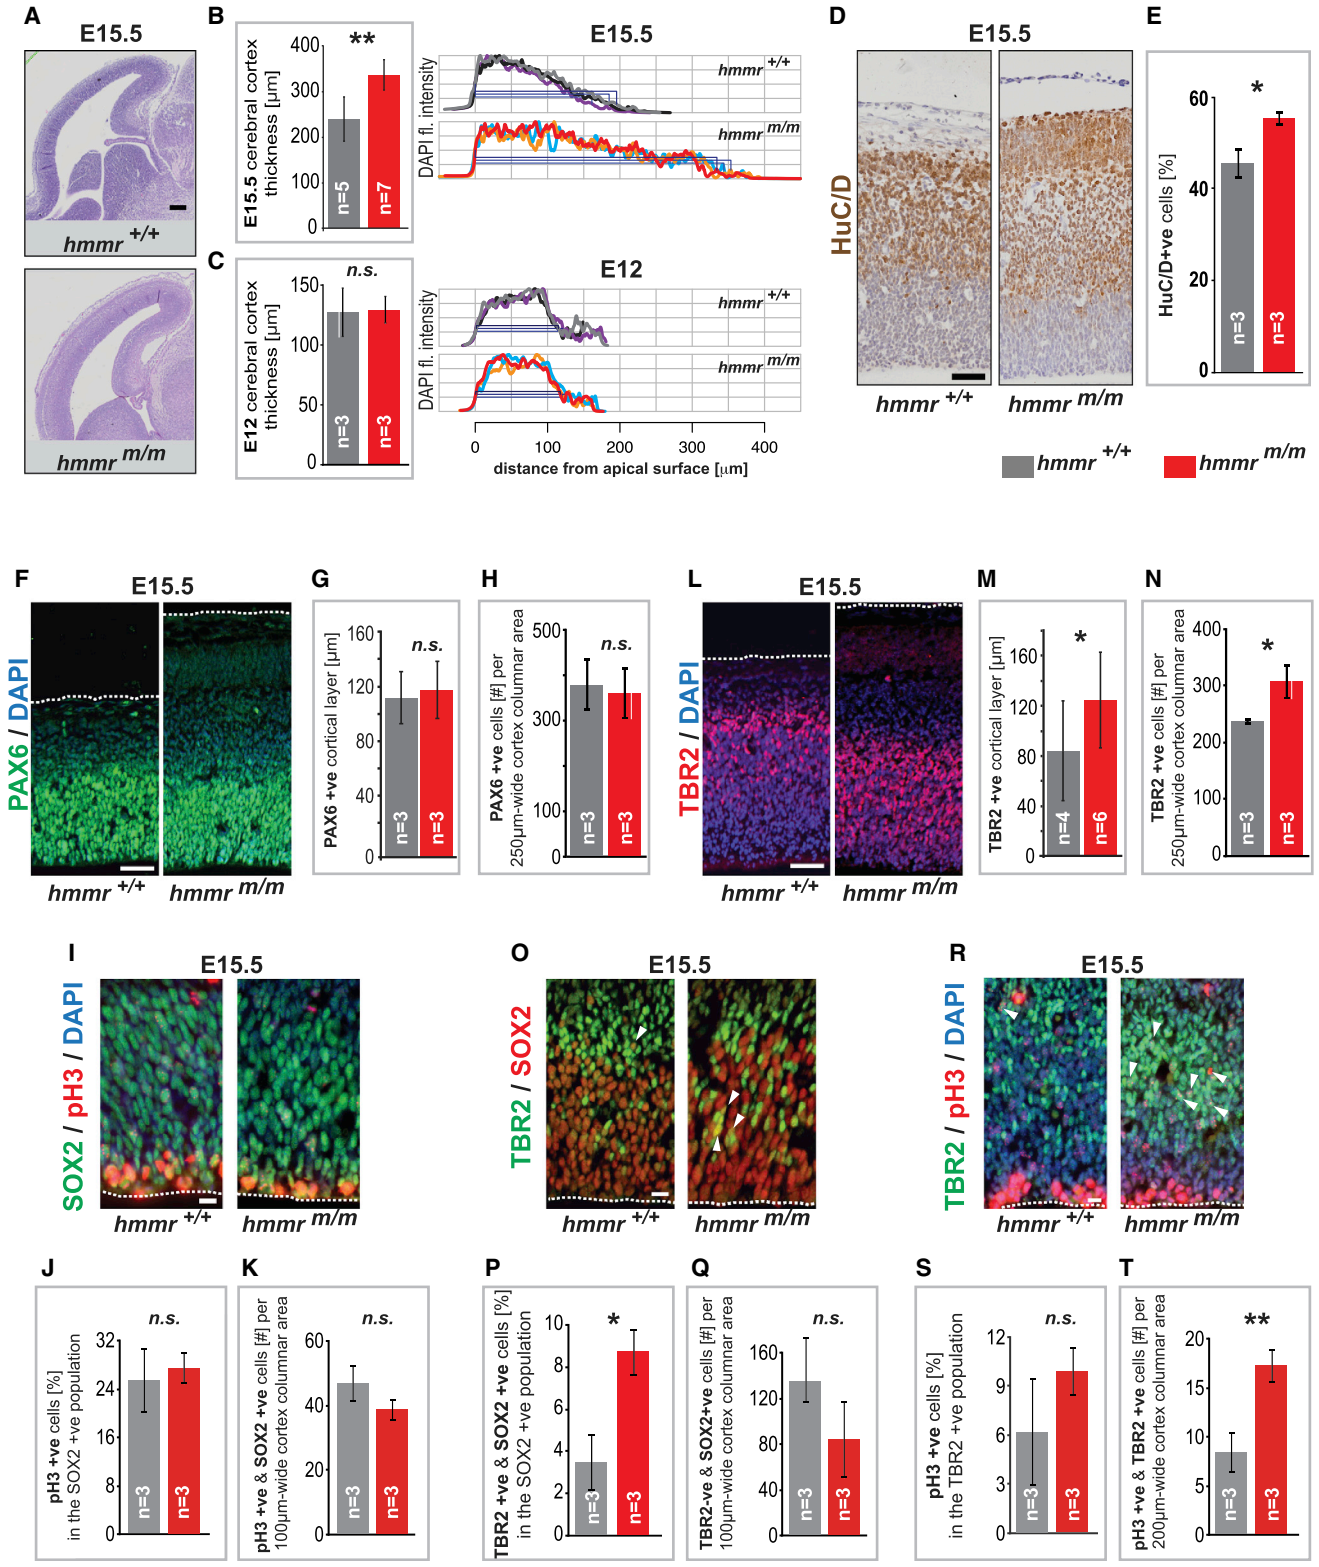 A
E15.5
hmmr +/+
hmmr m/m
B
E15.5 cerebral cortex
thickness [µm]
400
300
200
100
0
**
n=5
n=7
E15.5
DAPI fl. intensity
hmmr +/+
hmmr m/m
C
E12 cerebral cortex
thickness [µm]
150
100
50
0
n.s.
n=3
n=3
E12
DAPI fl. intensity
hmmr +/+
hmmr m/m
0 100 200 300 400
distance from apical surface [µm]
D
E15.5
HuC/D
hmmr +/+
hmmr m/m
E
HuC/D+ve cells [%]
60
40
20
0
*
n=3
n=3
hmmr +/+
hmmr m/m
F
E15.5
PAX6 / DAPI
hmmr +/+
hmmr m/m
G
PAX6 +ve cortical layer [µm]
160
120
80
40
0
n.s.
n=3
n=3
H
PAX6 +ve cells [#] per
250µm-wide cortex columnar area
500
300
100
0
n.s.
n=3
n=3
L
E15.5
TBR2 / DAPI
hmmr +/+
hmmr m/m
M
TBR2 +ve cortical layer [µm]
160
120
80
40
0
*
n=4
n=6
N
TBR2 +ve cells [#] per
250µm-wide cortex columnar area
400
300
200
100
0
*
n=3
n=3
I
E15.5
SOX2 / pH3 / DAPI
hmmr +/+
hmmr m/m
O
E15.5
TBR2 / SOX2
hmmr +/+
hmmr m/m
R
E15.5
TBR2 / pH3 / DAPI
hmmr +/+
hmmr m/m
J
pH3 +ve cells [%]
in the SOX2 +ve population
32
24
16
8
0
n.s.
n=3
n=3
K
pH3 +ve & SOX2 +ve cells [#] per
100µm-wide cortex columnar area
60
40
20
0
n.s.
n=3
n=3
P
TBR2 +ve & SOX2 +ve cells [%]
in the SOX2 +ve population
10
8
6
4
2
0
*
n=3
n=3
Q
TBR2-ve & SOX2+ve cells [#] per
100µm-wide cortex columnar area
160
120
80
40
0
n.s.
n=3
n=3
S
pH3 +ve cells [%]
in the TBR2 +ve population
12
9
6
3
0
n.s.
n=3
n=3
T
pH3 +ve & TBR2 +ve cells [#] per
200µm-wide cortex columnar area
20
15
10
5
0
**
n=3
n=3